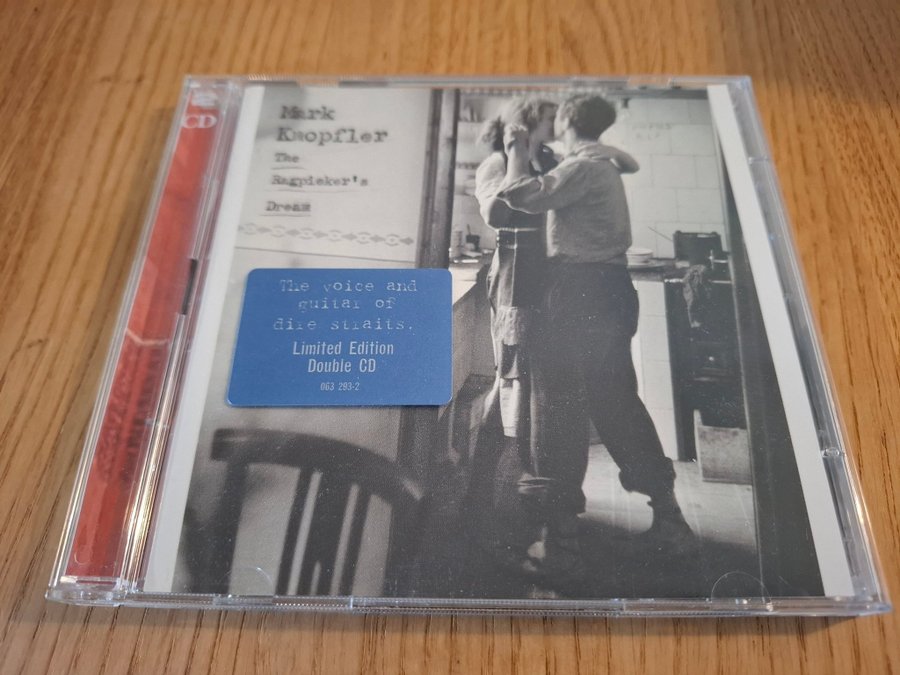 CD
Mark
Knopfler
The
Ragpicker's
Dream
The voice and
guitar of
dire straits.
Limited Edition
Double CD
063 293-2